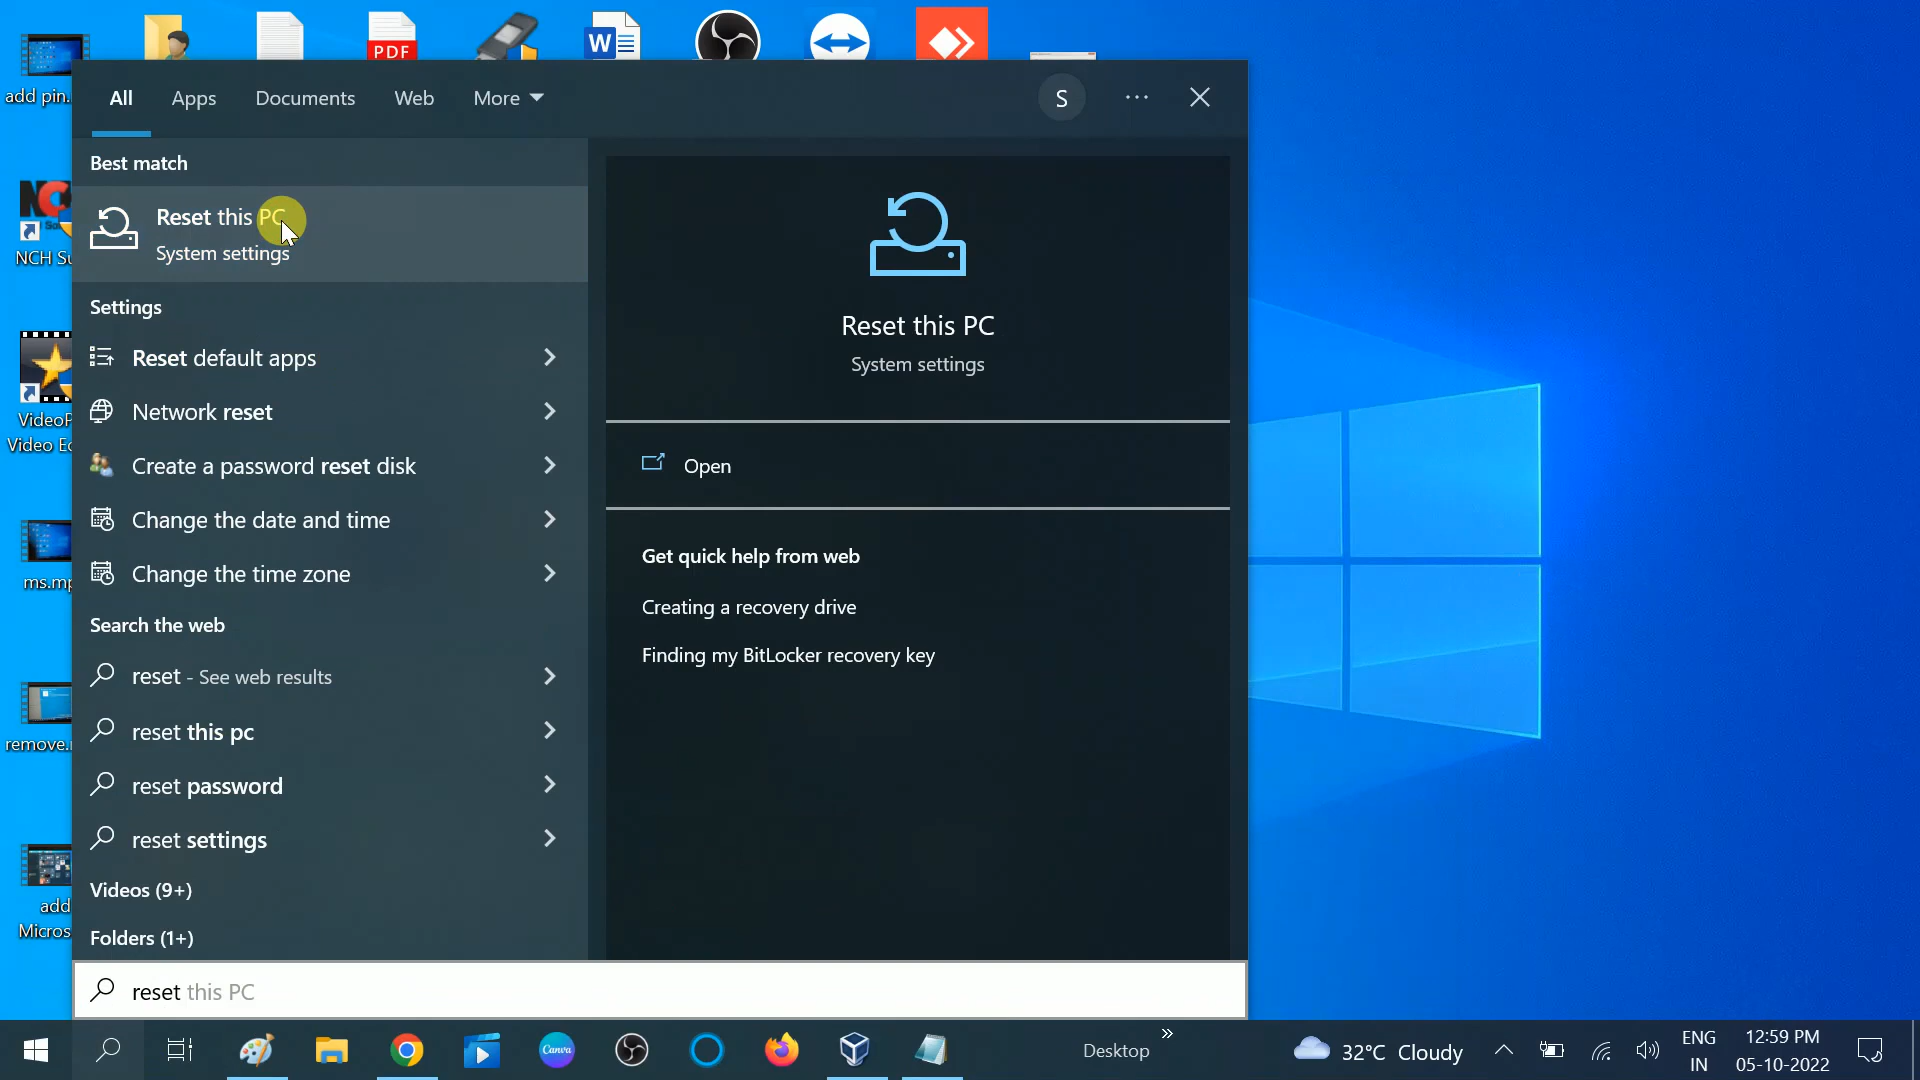 PDF
W
add pin.
All
Apps
Documents
Web
More
S
Best match
Reset this PC
System settings
Settings
Reset default apps
Network reset
Create a password reset disk
Change the date and time
Change the time zone
Search the web
reset - See web results
reset this pc
reset password
reset settings
Videos (9+)
Folders (1+)
reset this PC
Reset this PC
System settings
Open
Get quick help from web
Creating a recovery drive
Finding my BitLocker recovery key
NCH Su
VideoP
Video Ed
ms.mp
remove.
add
Micros
Canva
Desktop
32°C Cloudy
ENG
IN
12:59 PM
05-10-2022